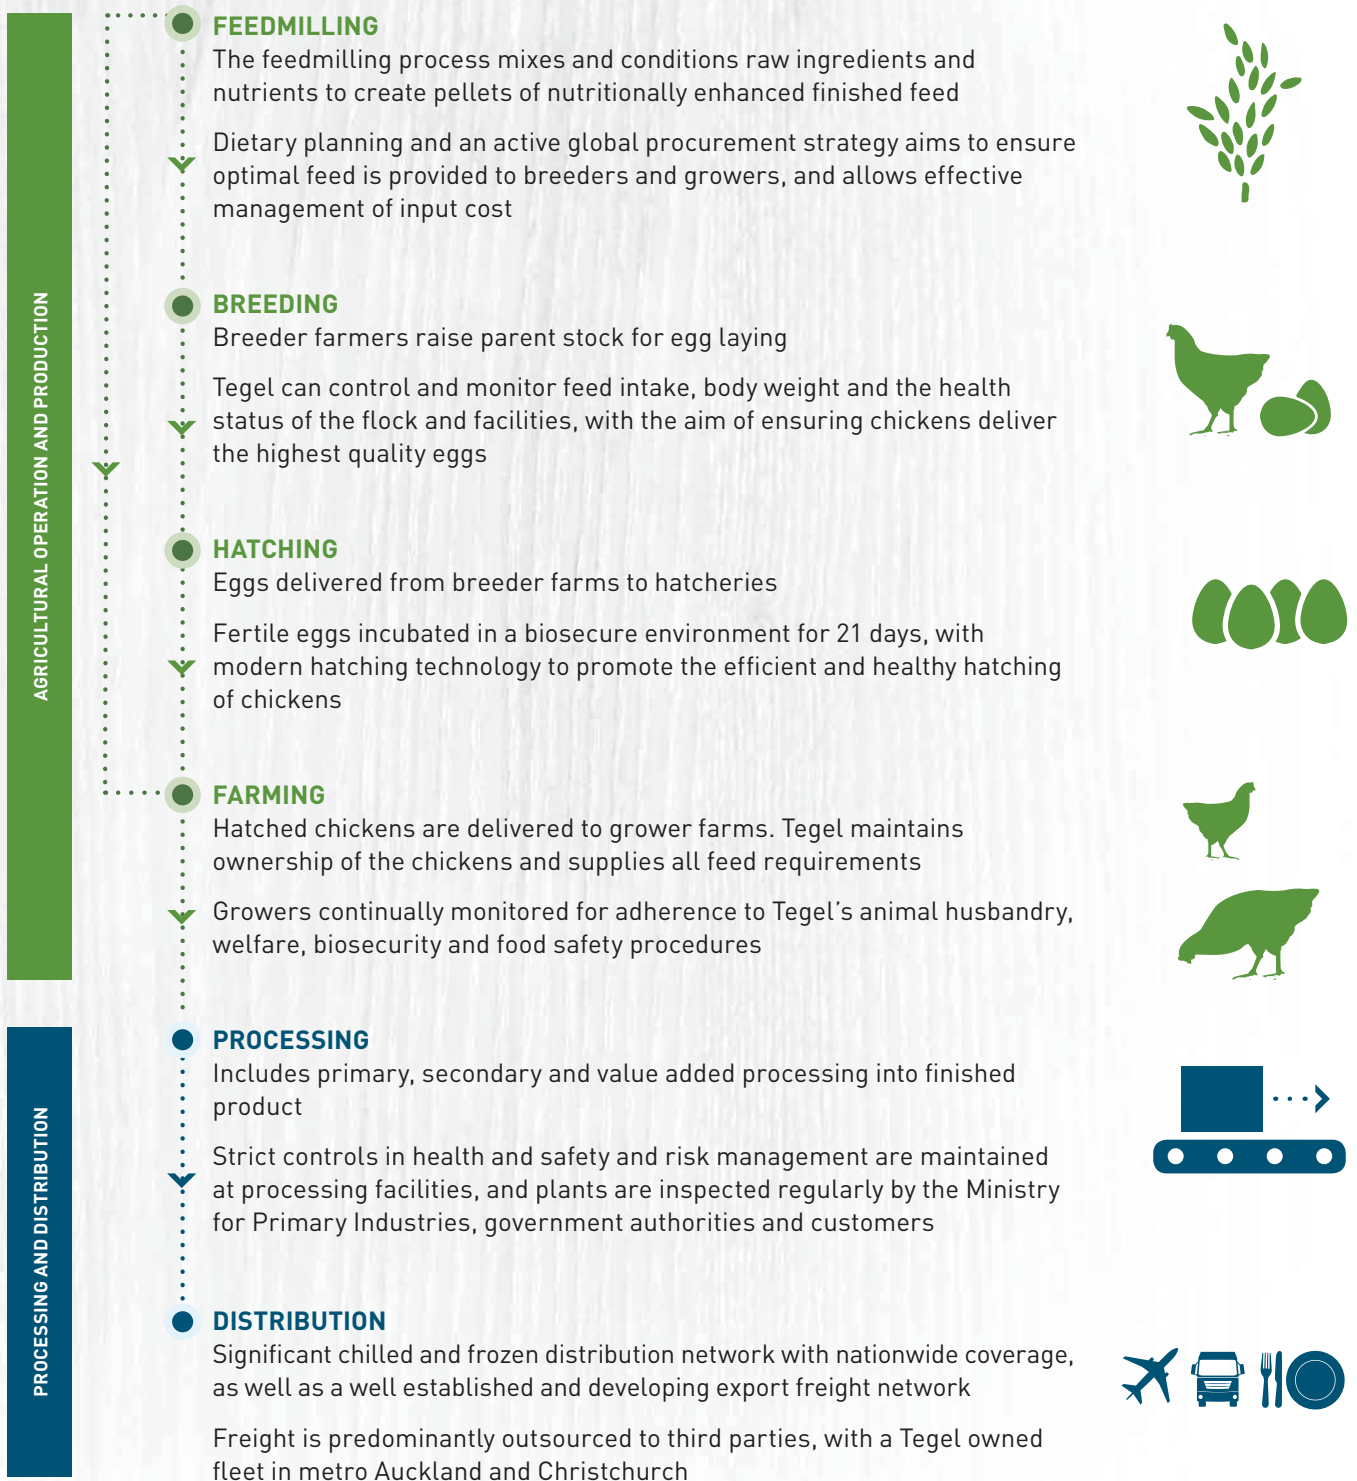 AGRICULTURAL OPERATION AND PRODUCTION
FEEDMILLING
The feedmilling process mixes and conditions raw ingredients and
nutrients to create pellets of nutritionally enhanced finished feed
Dietary planning and an active global procurement strategy aims to ensure
optimal feed is provided to breeders and growers, and allows effective
management of input cost
BREEDING
Breeder farmers raise parent stock for egg laying
Tegel can control and monitor feed intake, body weight and the health
status of the flock and facilities, with the aim of ensuring chickens deliver
the highest quality eggs
HATCHING
Eggs delivered from breeder farms to hatcheries
Fertile eggs incubated in a biosecure environment for 21 days, with
modern hatching technology to promote the efficient and healthy hatching
of chickens
FARMING
Hatched chickens are delivered to grower farms. Tegel maintains
ownership of the chickens and supplies all feed requirements
Growers continually monitored for adherence to Tegel’s animal husbandry,
welfare, biosecurity and food safety procedures
PROCESSING AND DISTRIBUTION
PROCESSING
Includes primary, secondary and value added processing into finished
product
Strict controls in health and safety and risk management are maintained
at processing facilities, and plants are inspected regularly by the Ministry
for Primary Industries, government authorities and customers
DISTRIBUTION
Significant chilled and frozen distribution network with nationwide coverage,
as well as a well established and developing export freight network
Freight is predominantly outsourced to third parties, with a Tegel owned
fleet in metro Auckland and Christchurch